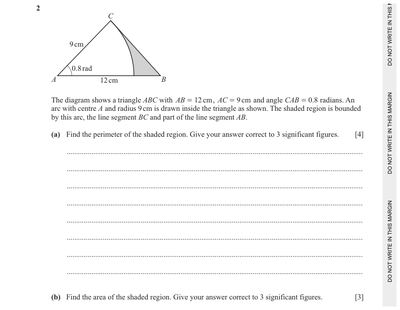 2
C
9 cm
0.8 rad
A
12 cm
B
The diagram shows a triangle ABC with AB = 12 cm, AC = 9 cm and angle CAB = 0.8 radians. An
arc with centre A and radius 9 cm is drawn inside the triangle as shown. The shaded region is bounded
by this arc, the line segment BC and part of the line segment AB.
(a) Find the perimeter of the shaded region. Give your answer correct to 3 significant figures. [4]
(b) Find the area of the shaded region. Give your answer correct to 3 significant figures. [3]
DO NOT WRITE IN THIS
DO NOT WRITE IN THIS MARGIN
DO NOT WRITE IN THIS MARGIN